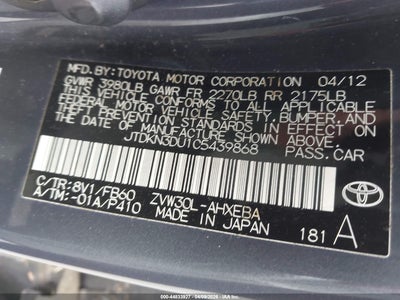 MFD. BY: TOYOTA MOTOR CORPORATION 04/12
GVWR 3980LB GAWR FR 2270LB RR 2175LB
THIS VEHICLE CONFORMS TO ALL APPLICABLE
FEDERAL MOTOR VEHICLE SAFETY, BUMPER, AND
THEFT PREVENTION STANDARDS IN EFFECT ON
THE DATE OF MANUFACTURE SHOWN ABOVE.
JTDKN3DU1C5439868 PASS. CAR
C/TR: 8V1/FB60 ZVW30L-AHXEBA
A/TM: -01A/P410 MADE IN JAPAN 181 A
TOYOTA